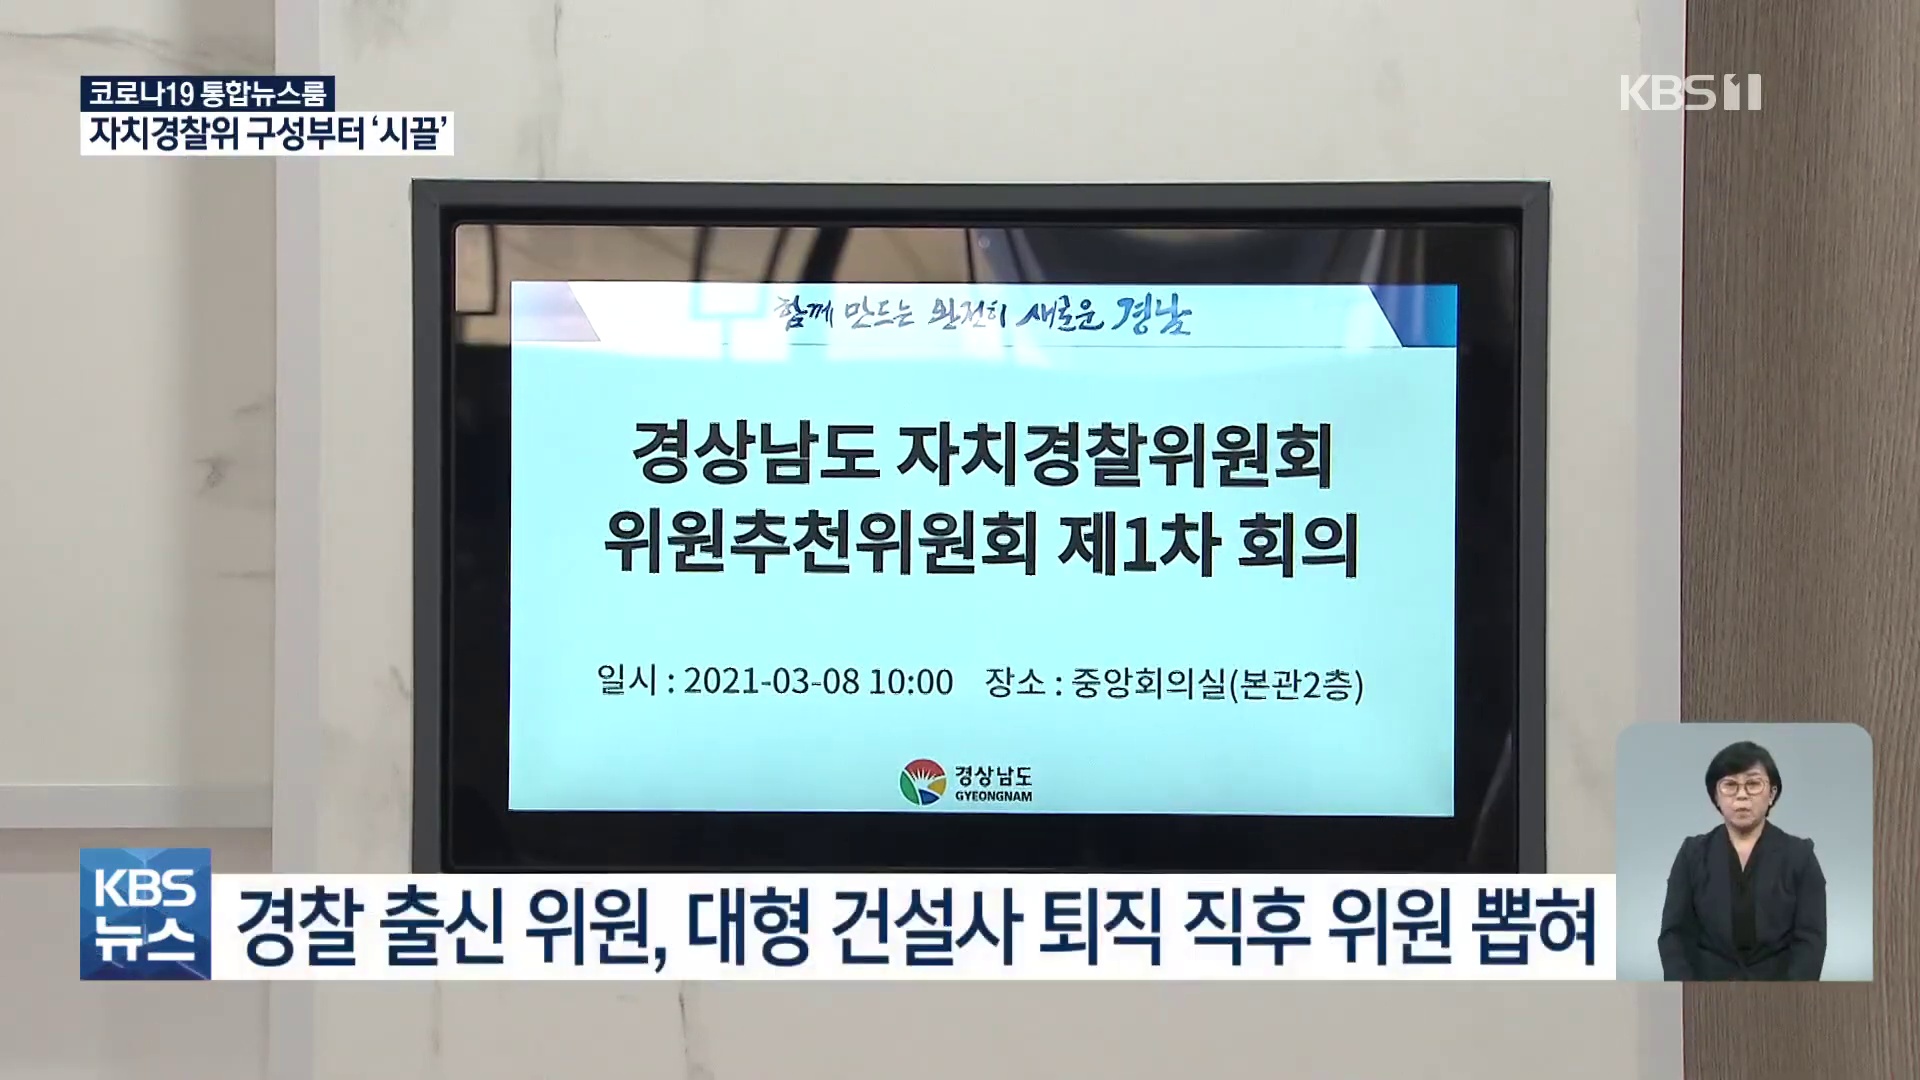 코로나19 통합뉴스룸
자치경찰위 구성부터 ‘시끌’
KBS 1
함께 만드는 완전히 새로운 경남
경상남도 자치경찰위원회
위원추천위원회 제1차 회의
일시 : 2021-03-08 10:00 장소 : 중앙회의실(본관2층)
경상남도
GYEONGNAM
KBS
뉴스
경찰 출신 위원, 대형 건설사 퇴직 직후 위원 뽑혀